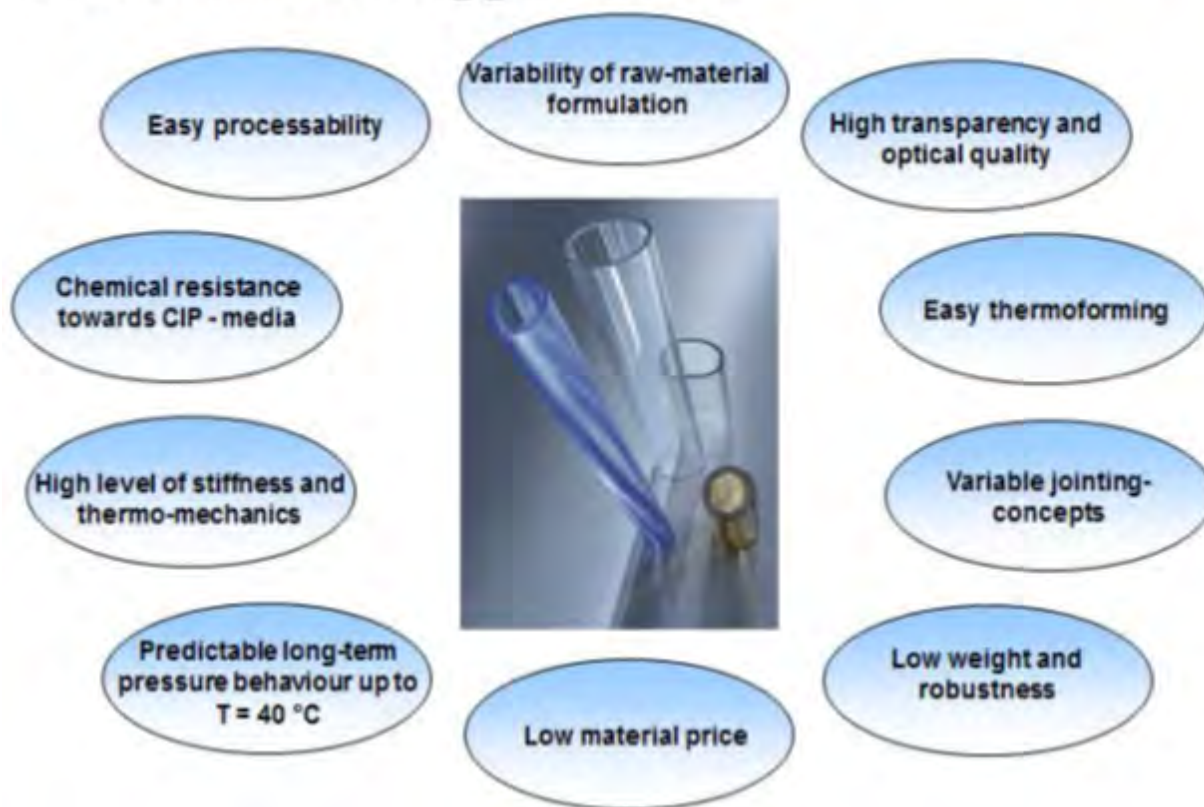 Variability of raw-material
formulation
Easy processability
High transparency and
optical quality
Chemical resistance
towards CIP - media
Easy thermoforming
High level of stiffness and
thermo-mechanics
Variable jointing-
concepts
Predictable long-term
pressure behaviour up to
T = 40 °C
Low weight and
robustness
Low material price